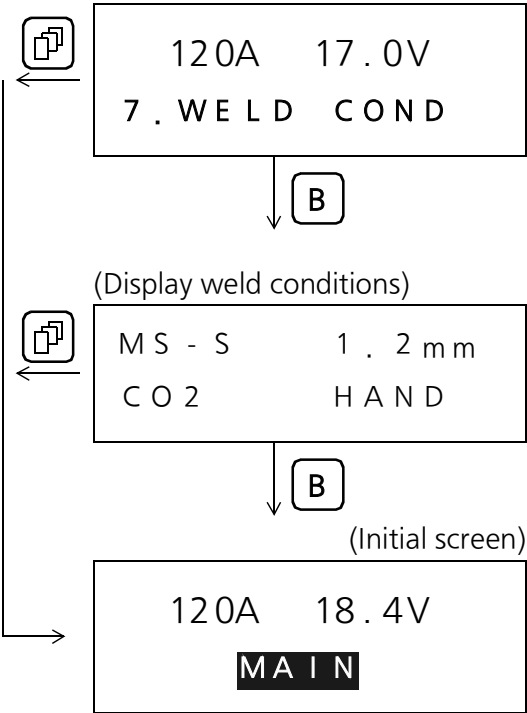 120A 17.0V
7.WELD COND
B
(Display weld conditions)
MS-S 1.2mm
CO2 HAND
B
(Initial screen)
120A 18.4V
MAIN